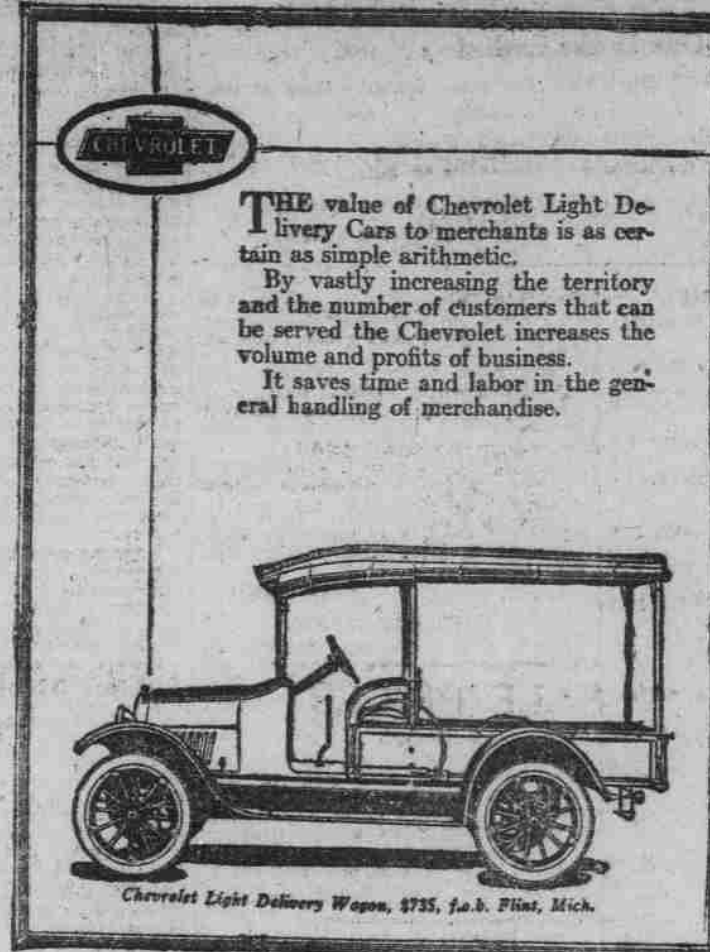 CHEVROLET
THE value of Chevrolet Light De-
livery Cars to merchants is as cer-
tain as simple arithmetic.
By vastly increasing the territory
and the number of customers that can
be served the Chevrolet increases the
volume and profits of business.
It saves time and labor in the gen-
eral handling of merchandise.
Chevrolet Light Delivery Wagon, $735, f.o.b. Flint, Mich.